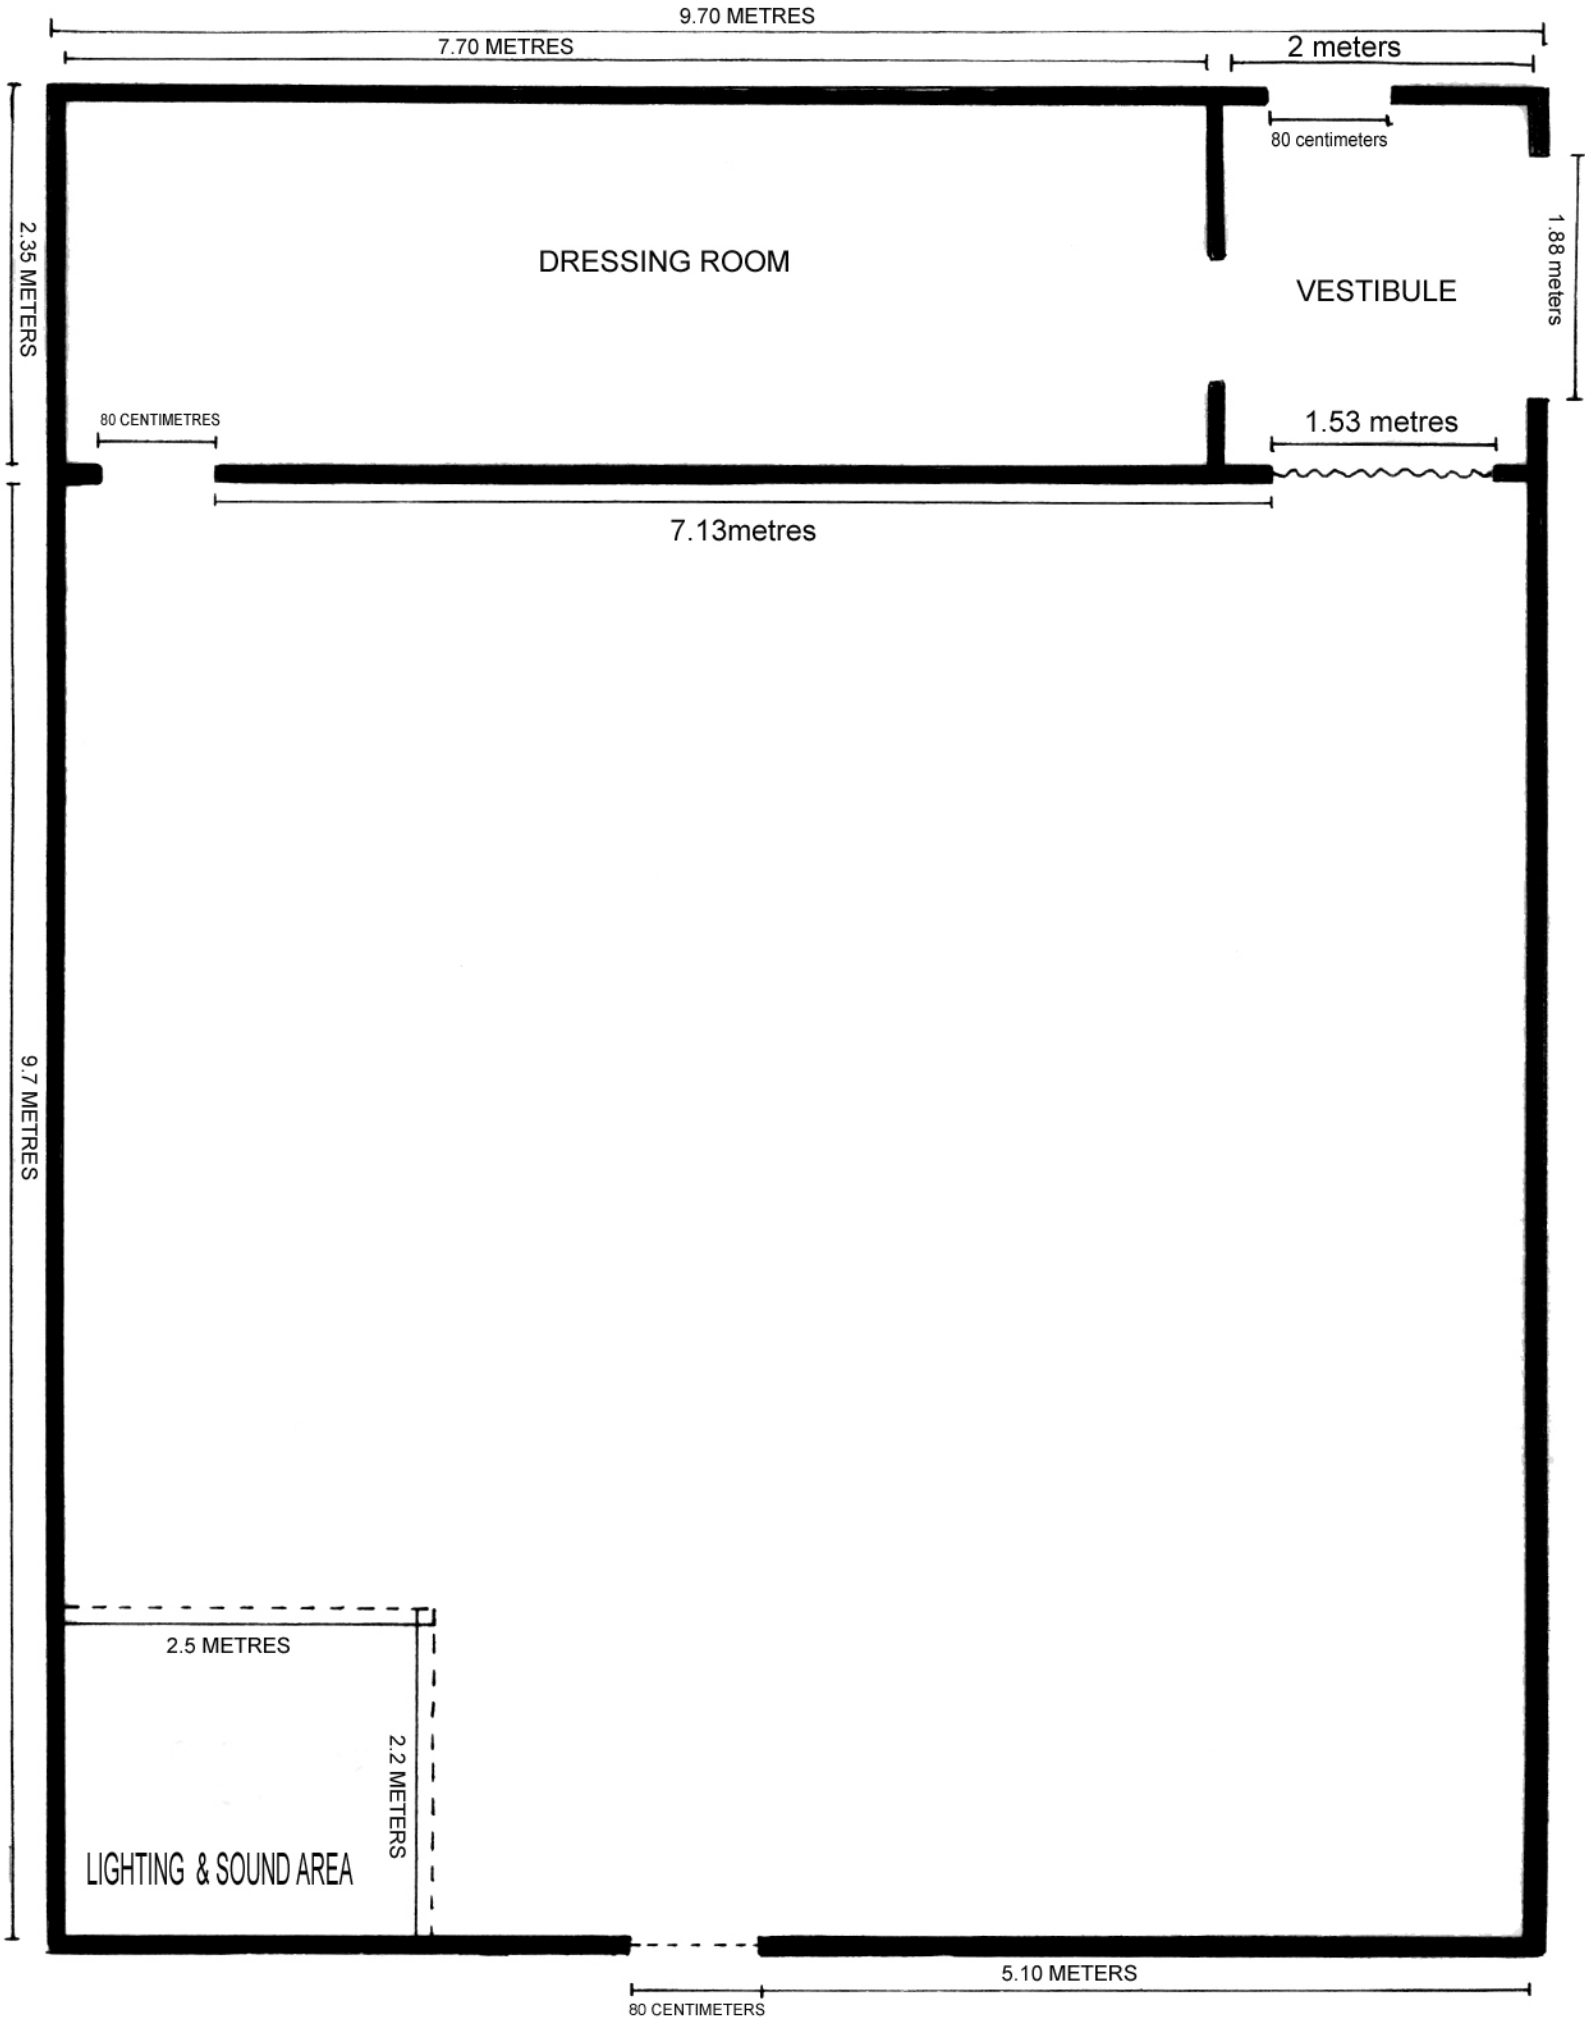 9.70 METRES
7.70 METRES
2 meters
80 centimeters
2.35 METERS
DRESSING ROOM
VESTIBULE
1.88 meters
80 CENTIMETRES
1.53 metres
7.13metres
9.7 METRES
2.5 METRES
2.2 METERS
LIGHTING & SOUND AREA
5.10 METERS
80 CENTIMETERS